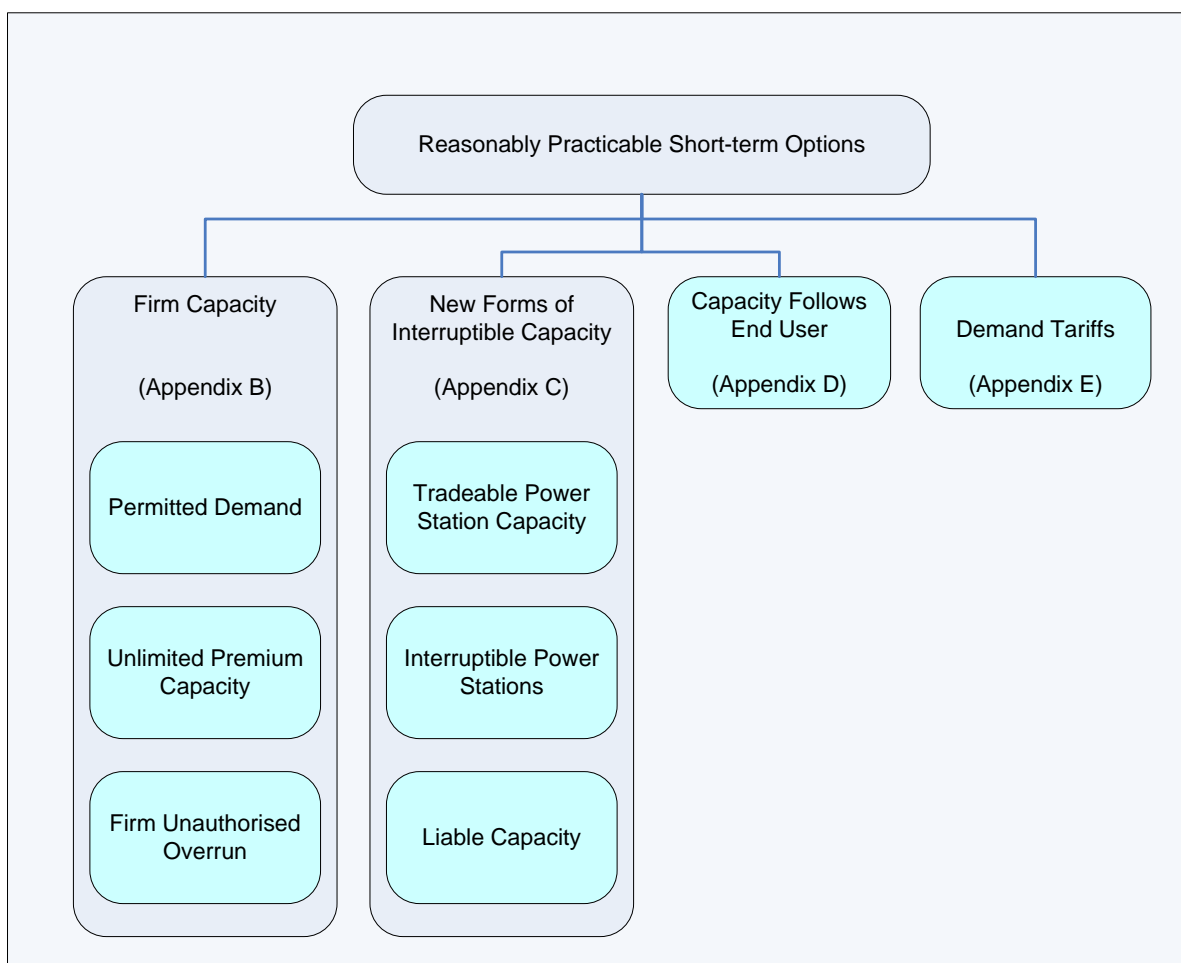 Reasonably Practicable Short-term Options
Firm Capacity
(Appendix B)
Permitted Demand
Unlimited Premium
Capacity
Firm Unauthorised
Overrun
New Forms of
Interruptible Capacity
(Appendix C)
Tradeable Power
Station Capacity
Interruptible Power
Stations
Liable Capacity
Capacity Follows
End User
(Appendix D)
Demand Tariffs
(Appendix E)